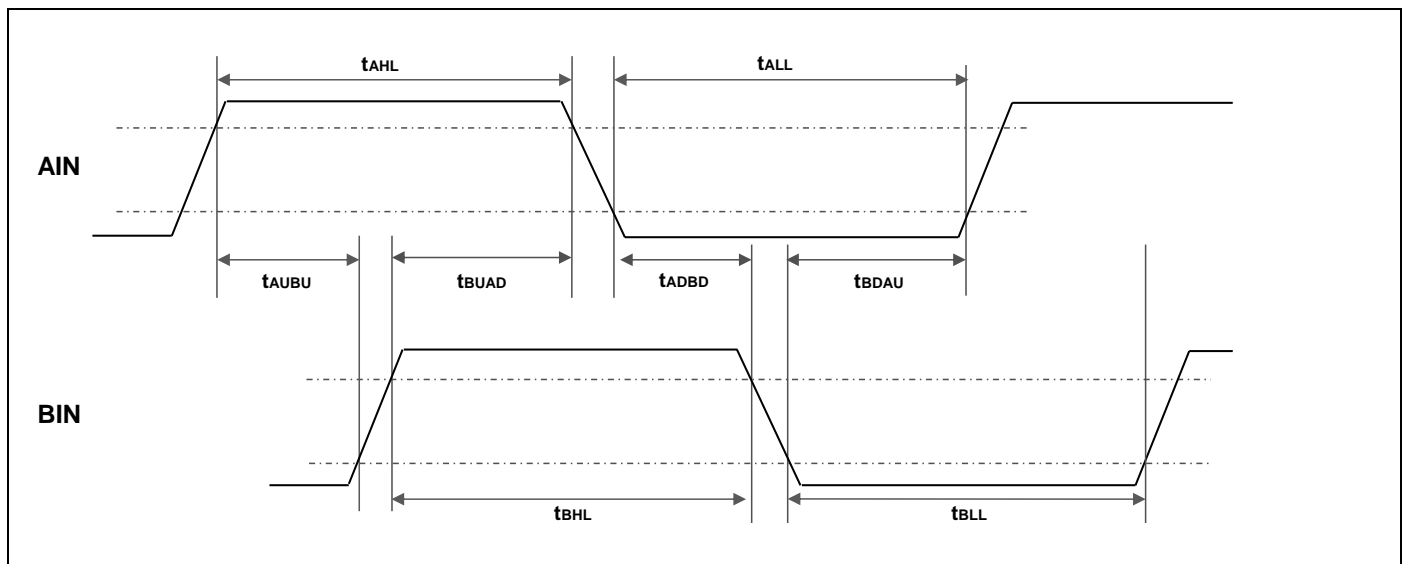 tAHL
tALL
AIN
tAUBU
tBUAD
tADBD
tBDAU
BIN
tBHL
tBLL